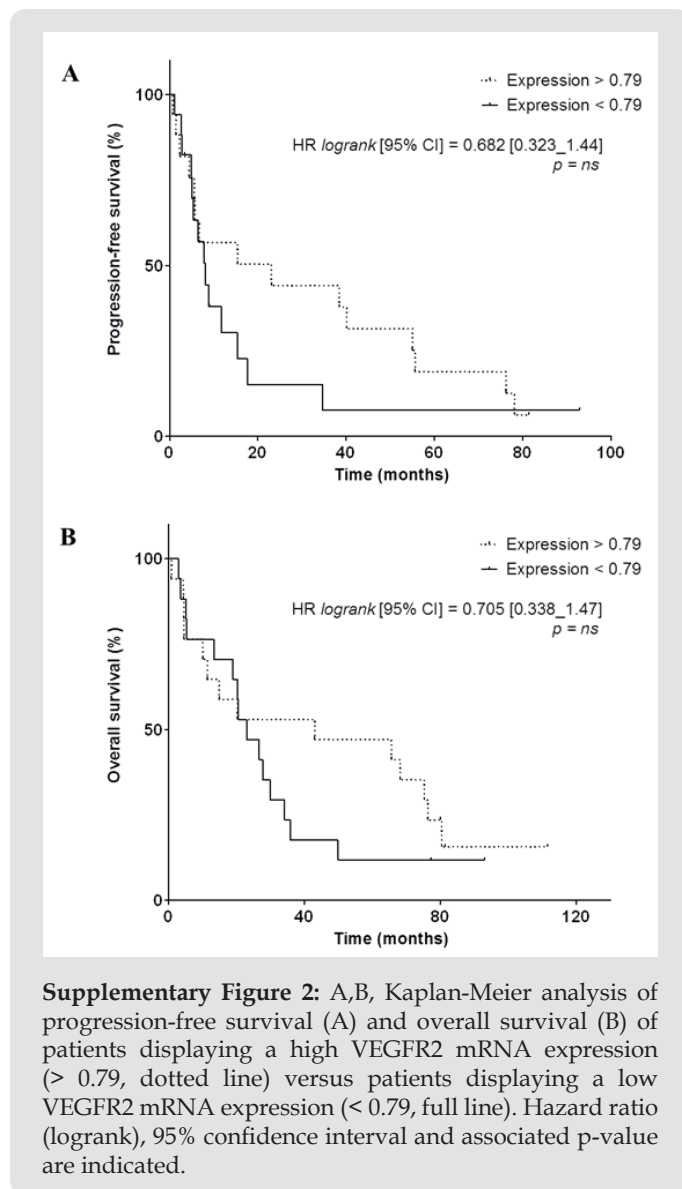 A
Expression > 0.79
Expression < 0.79
HR logrank [95% CI] = 0.682 [0.323_1.44]
p = ns
Progression-free survival (%)
100
50
0
0 20 40 60 80 100
Time (months)
B
Expression > 0.79
Expression < 0.79
HR logrank [95% CI] = 0.705 [0.338_1.47]
p = ns
Overall survival (%)
100
50
0
0 40 80 120
Time (months)
Supplementary Figure 2: A,B, Kaplan-Meier analysis of
progression-free survival (A) and overall survival (B) of
patients displaying a high VEGFR2 mRNA expression
(> 0.79, dotted line) versus patients displaying a low
VEGFR2 mRNA expression (< 0.79, full line). Hazard ratio
(logrank), 95% confidence interval and associated p-value
are indicated.